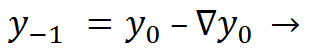 y₋₁ = y₀ − ∇y₀ →